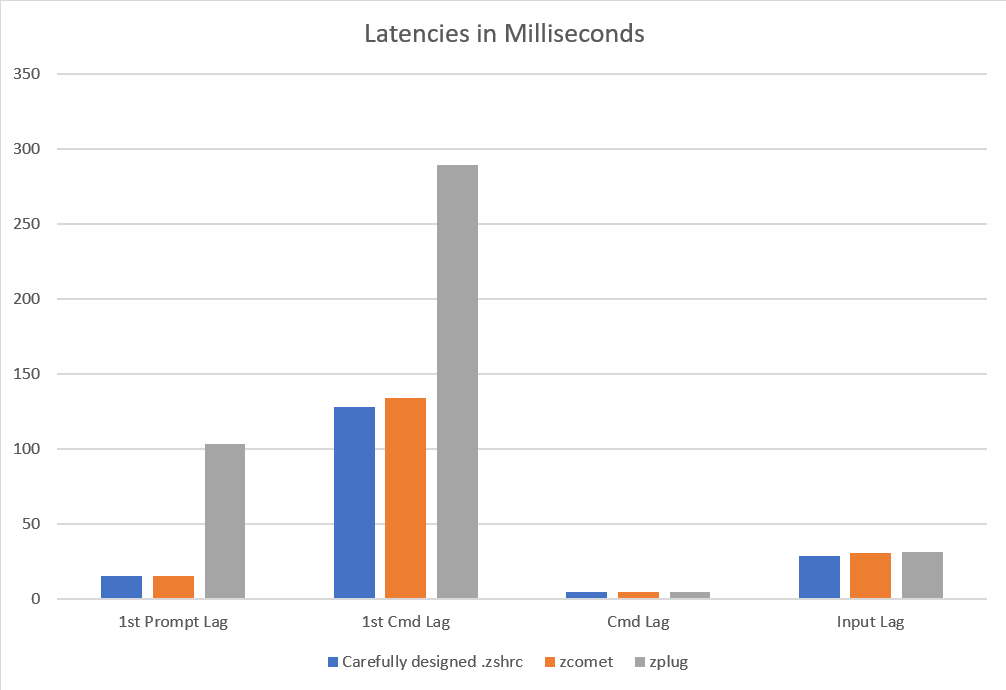 Latencies in Milliseconds
350
300
250
200
150
100
50
0
1st Prompt Lag 1st Cmd Lag Cmd Lag Input Lag
Carefully designed .zshrc zcomet zplug